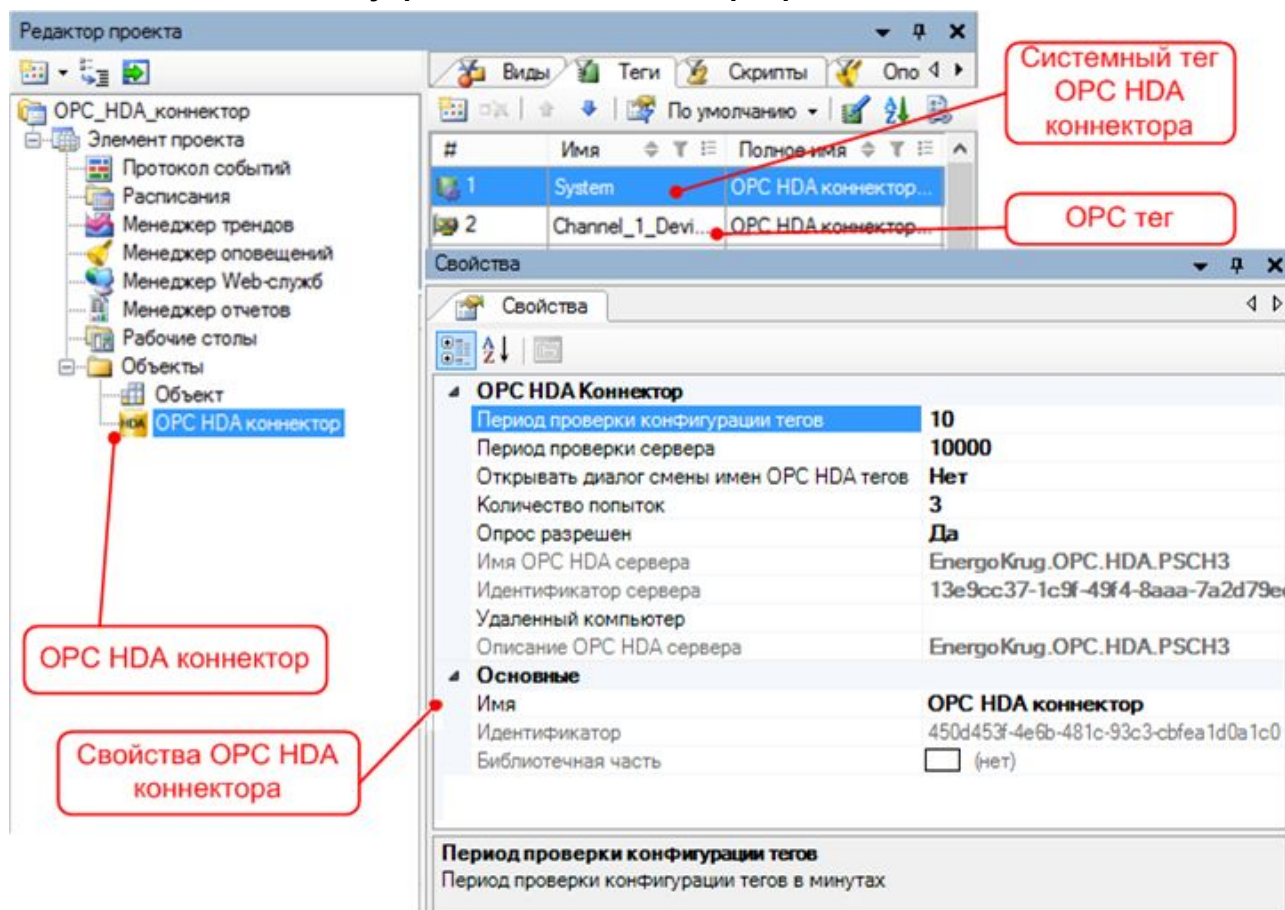 Редактор проекта
OPC_HDA_коннектор
Элемент проекта
Протокол событий
Расписания
Менеджер трендов
Менеджер оповещений
Менеджер Web-служб
Менеджер отчетов
Рабочие столы
Объекты
Объект
OPC HDA коннектор
Виды Теги Скрипты Опо
По умолчанию
# Имя Полное имя
1 System OPC HDA коннектор...
2 Channel_1_Devi... OPC HDA коннектор...
Системный тег
OPC HDA
коннектора
OPC тег
Свойства
Свойства
OPC HDA Коннектор
Период проверки конфигурации тегов 10
Период проверки сервера 10000
Открывать диалог смены имен OPC HDA тегов Нет
Количество попыток 3
Опрос разрешен Да
Имя OPC HDA сервера EnergoKrug.OPC.HDA.PSCH3
Идентификатор сервера 13e9cc37-1c9f-49f4-8aaa-7a2d79e
Удаленный компьютер
Описание OPC HDA сервера EnergoKrug.OPC.HDA.PSCH3
Основные
Имя OPC HDA коннектор
Идентификатор 450d453f-4e6b-481c-93c3-cbfea1d0a1c0
Библиотечная часть (нет)
OPC HDA коннектор
Свойства OPC HDA
коннектора
Период проверки конфигурации тегов
Период проверки конфигурации тегов в минутах